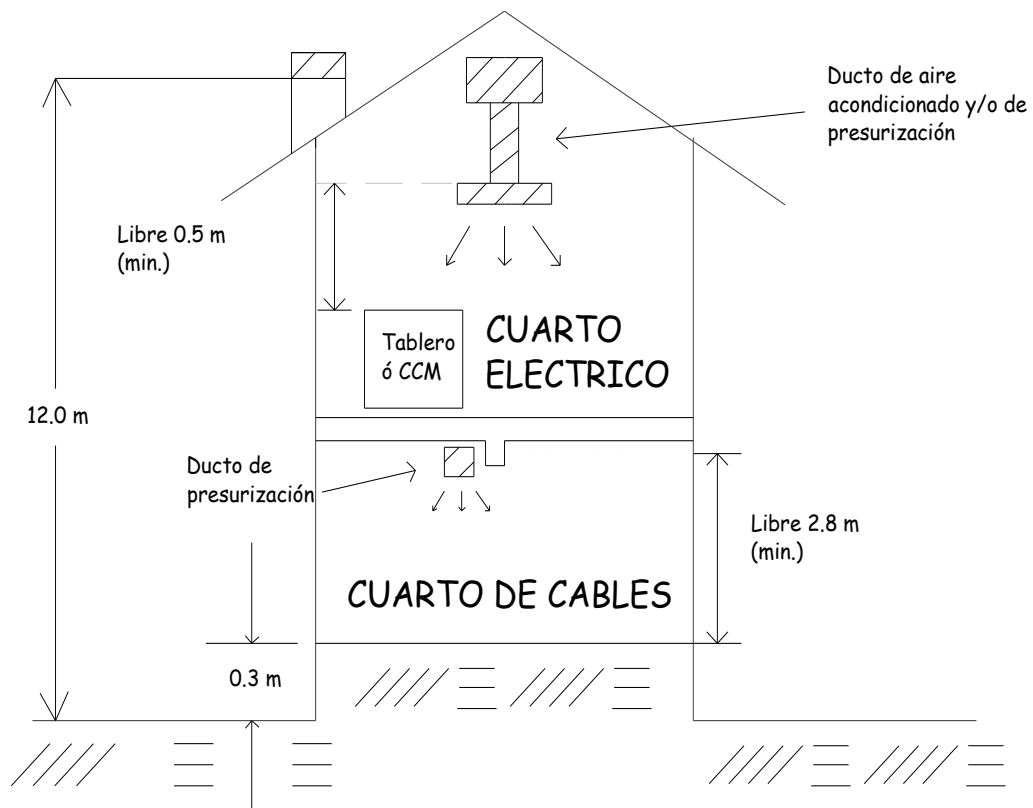 Ducto de aire
acondicionado y/o de
presurización
Libre 0.5 m
(min.)
Tablero
ó CCM
CUARTO
ELECTRICO
12.0 m
Ducto de
presurización
Libre 2.8 m
(min.)
CUARTO DE CABLES
0.3 m